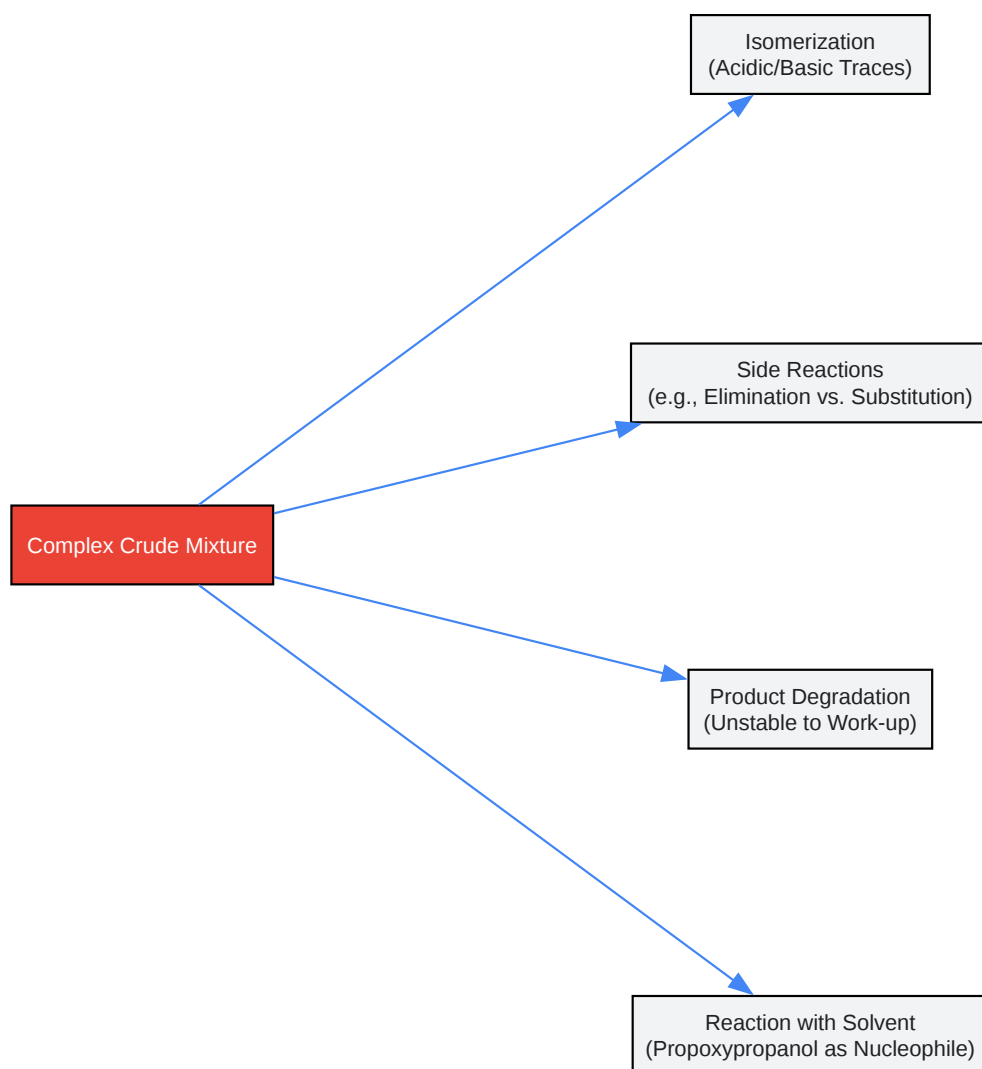 Isomerization
(Acidic/Basic Traces)
Side Reactions
(e.g., Elimination vs. Substitution)
Complex Crude Mixture
Product Degradation
(Unstable to Work-up)
Reaction with Solvent
(Propoxypropanol as Nucleophile)